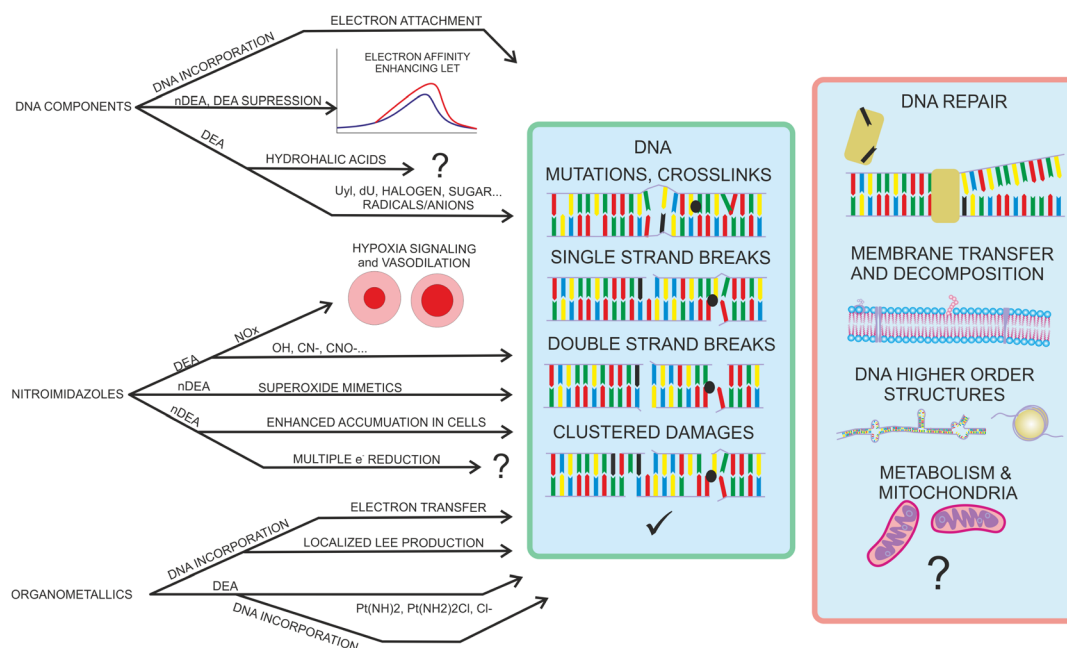 DNA COMPONENTS
DNA INCORPORATION
ELECTRON ATTACHMENT
nDEA, DEA SUPRESSION
ELECTRON AFFINITY
ENHANCING LET
DEA
HYDROHALIC ACIDS
?
Uyl, dU, HALOGEN, SUGAR...
RADICALS/ANIONS
HYPOXIA SIGNALING
and VASODILATION
NITROIMIDAZOLES
DEA
NOx
OH, CN-, CNO-...
nDEA
SUPEROXIDE MIMETICS
nDEA
ENHANCED ACCUMUATION IN CELLS
MULTIPLE e- REDUCTION
?
ORGANOMETALLICS
DNA INCORPORATION
ELECTRON TRANSFER
LOCALIZED LEE PRODUCTION
DEA
Pt(NH)2, Pt(NH2)2Cl, Cl-
DNA INCORPORATION
DNA
MUTATIONS, CROSSLINKS
SINGLE STRAND BREAKS
DOUBLE STRAND BREAKS
CLUSTERED DAMAGES
✓
DNA REPAIR
MEMBRANE TRANSFER
AND DECOMPOSITION
DNA HIGHER ORDER
STRUCTURES
METABOLISM &
MITOCHONDRIA
?